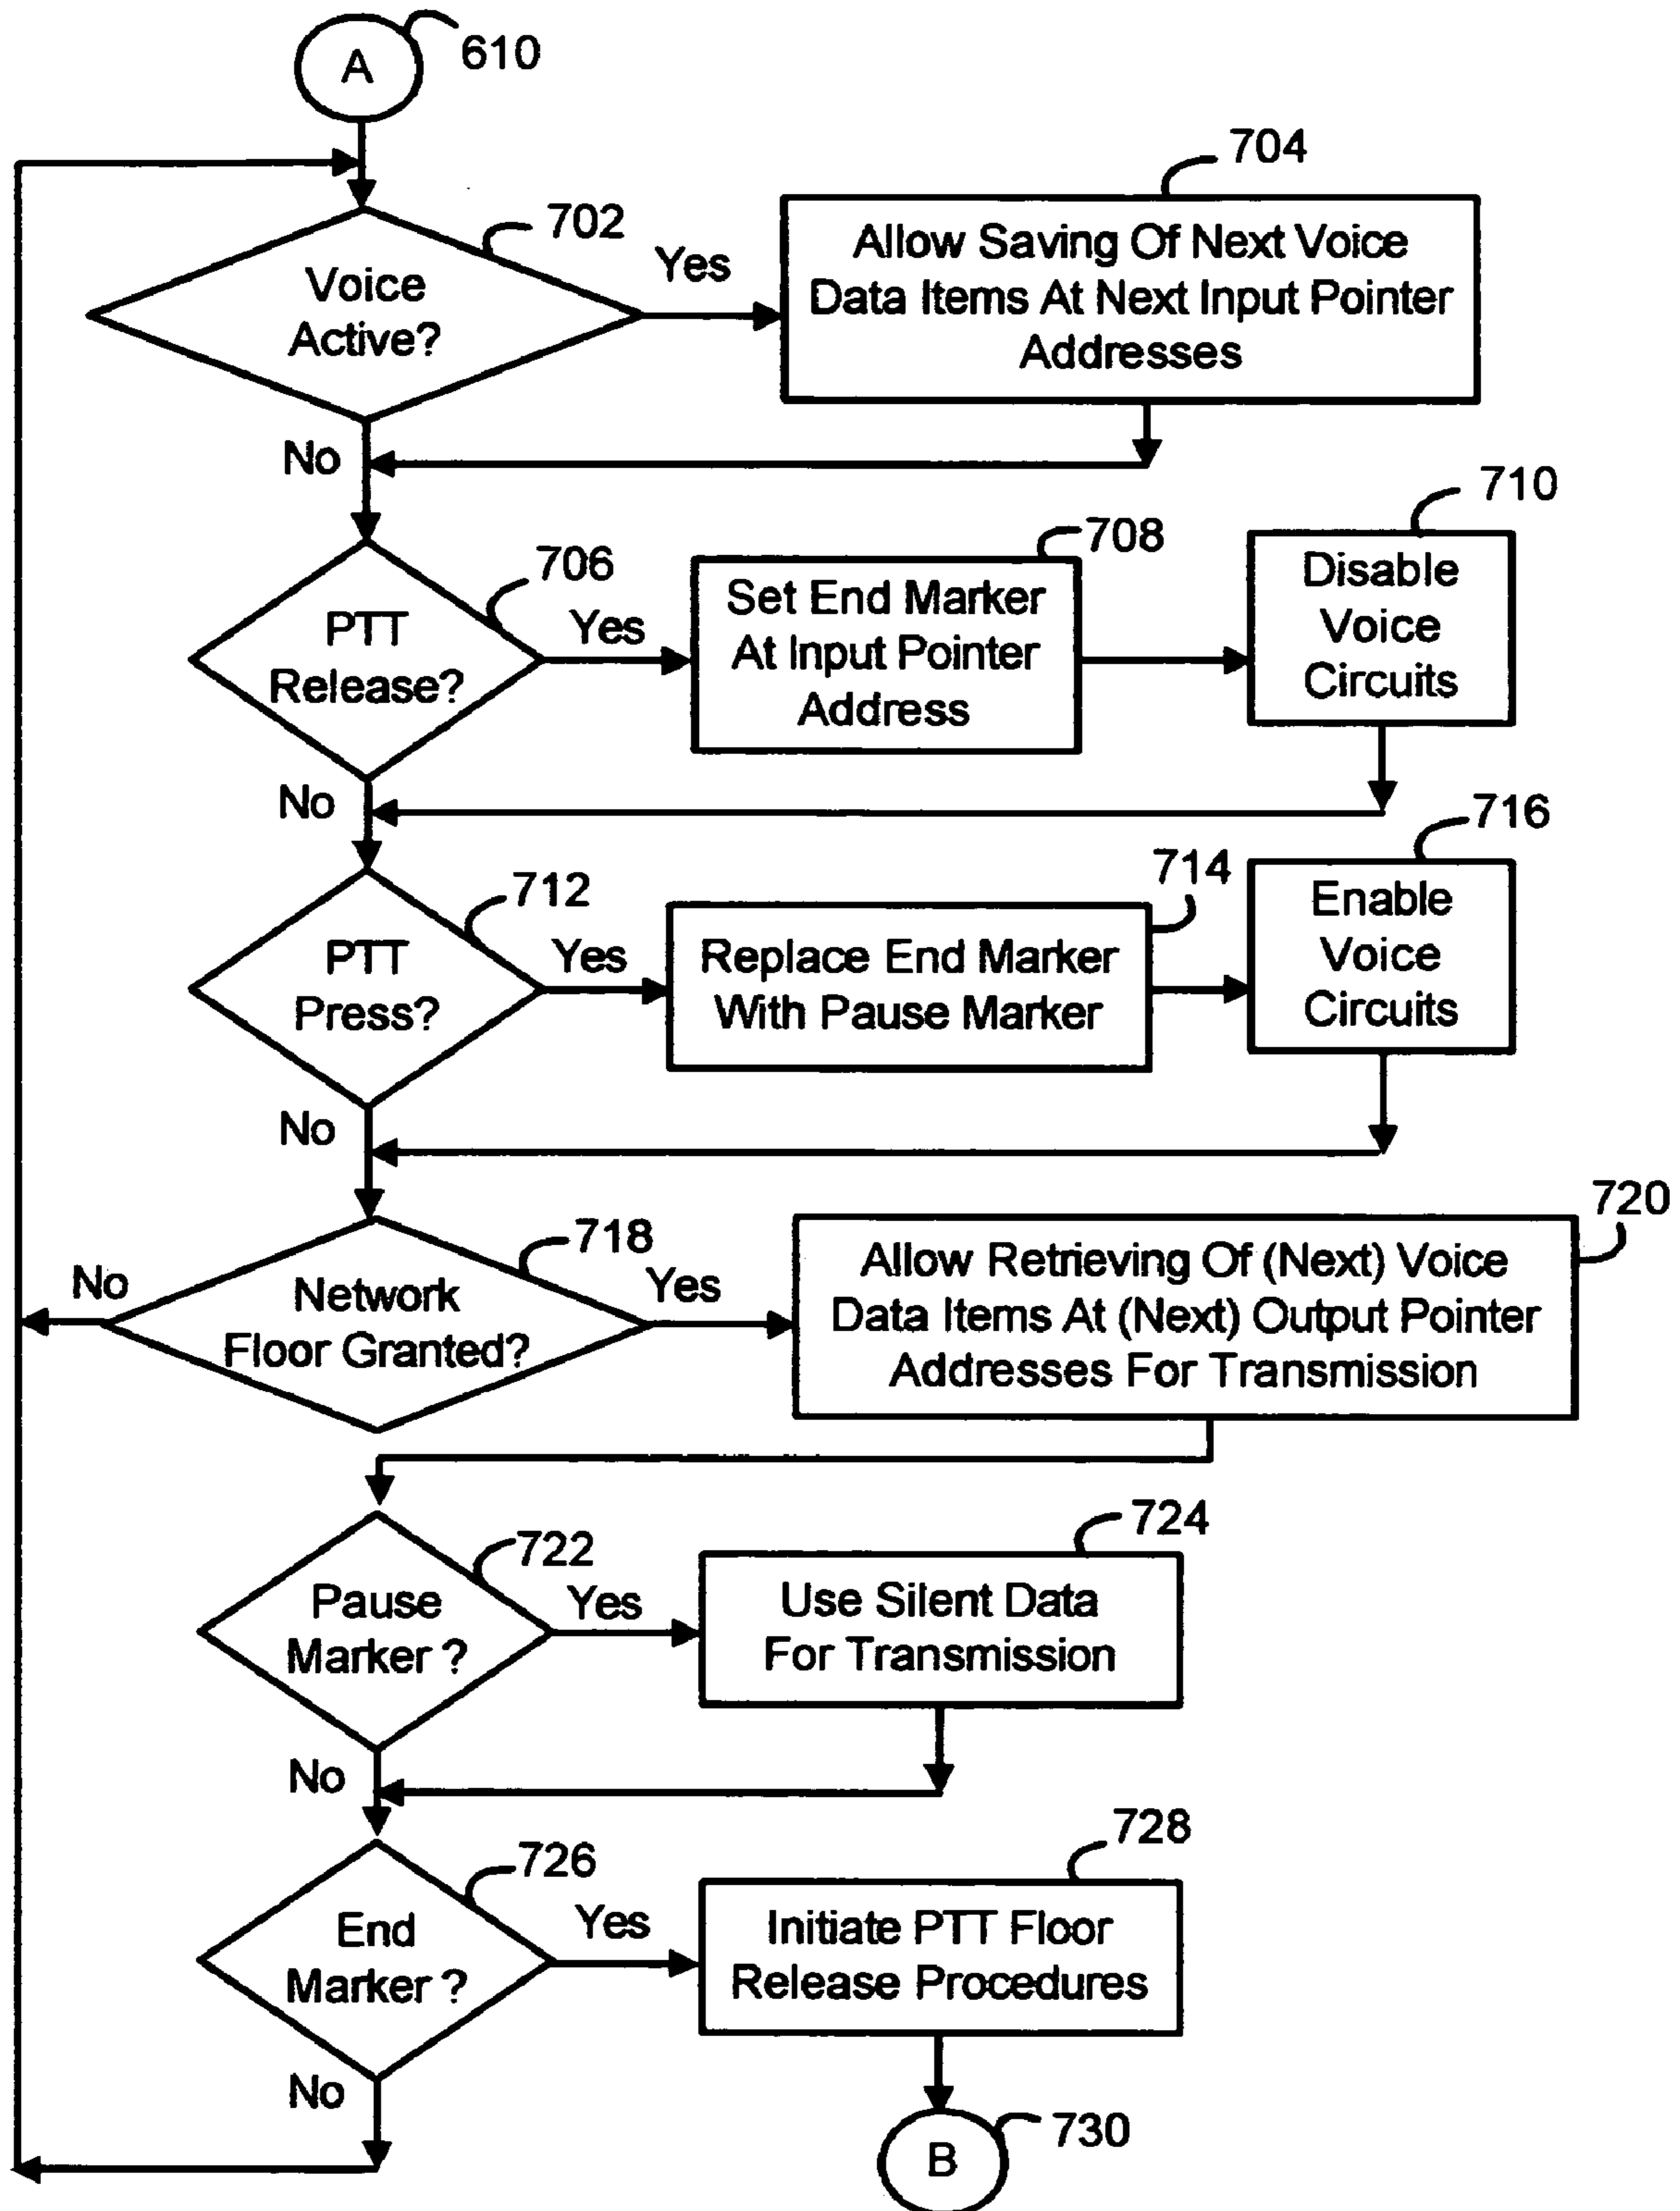 A
610
704
702
Yes
Allow Saving Of Next Voice
Data Items At Next Input Pointer
Addresses
Voice
Active?
No
710
708
706
Yes
Set End Marker
At Input Pointer
Address
Disable
Voice
Circuits
PTT
Release?
No
716
714
712
Yes
Replace End Marker
With Pause Marker
Enable
Voice
Circuits
PTT
Press?
No
720
718
No
Yes
Network
Floor Granted?
Allow Retrieving Of (Next) Voice
Data Items At (Next) Output Pointer
Addresses For Transmission
724
722
Yes
Pause
Marker ?
Use Silent Data
For Transmission
No
728
726
Yes
End
Marker ?
Initiate PTT Floor
Release Procedures
No
730
B